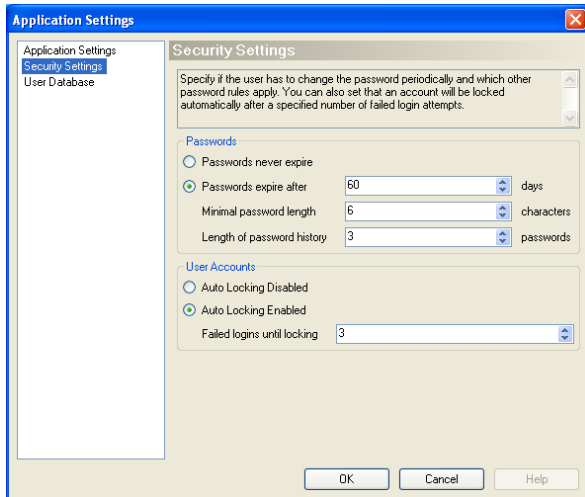 Application Settings
Application Settings
Security Settings
User Database
Security Settings
Specify if the user has to change the password periodically and which other
password rules apply. You can also set that an account will be locked
automatically after a specified number of failed login attempts.
Passwords
Passwords never expire
Passwords expire after 60 days
Minimal password length 6 characters
Length of password history 3 passwords
User Accounts
Auto Locking Disabled
Auto Locking Enabled
Failed logins until locking 3
OK Cancel Help